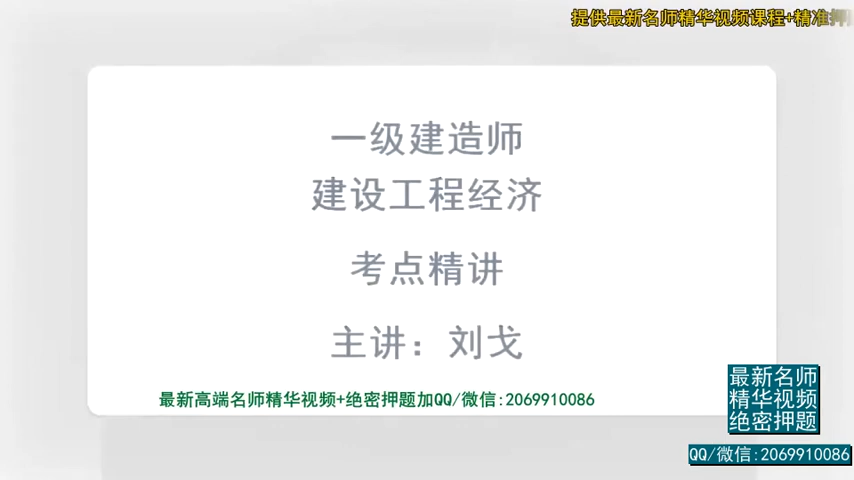 提供最新名师精华视频课程+精准押
一级建造师
建设工程经济
考点精讲
主讲：刘戈
最新高端名师精华视频+绝密押题加QQ/微信:2069910086
最新名师
精华视频
绝密押题
QQ/微信:2069910086